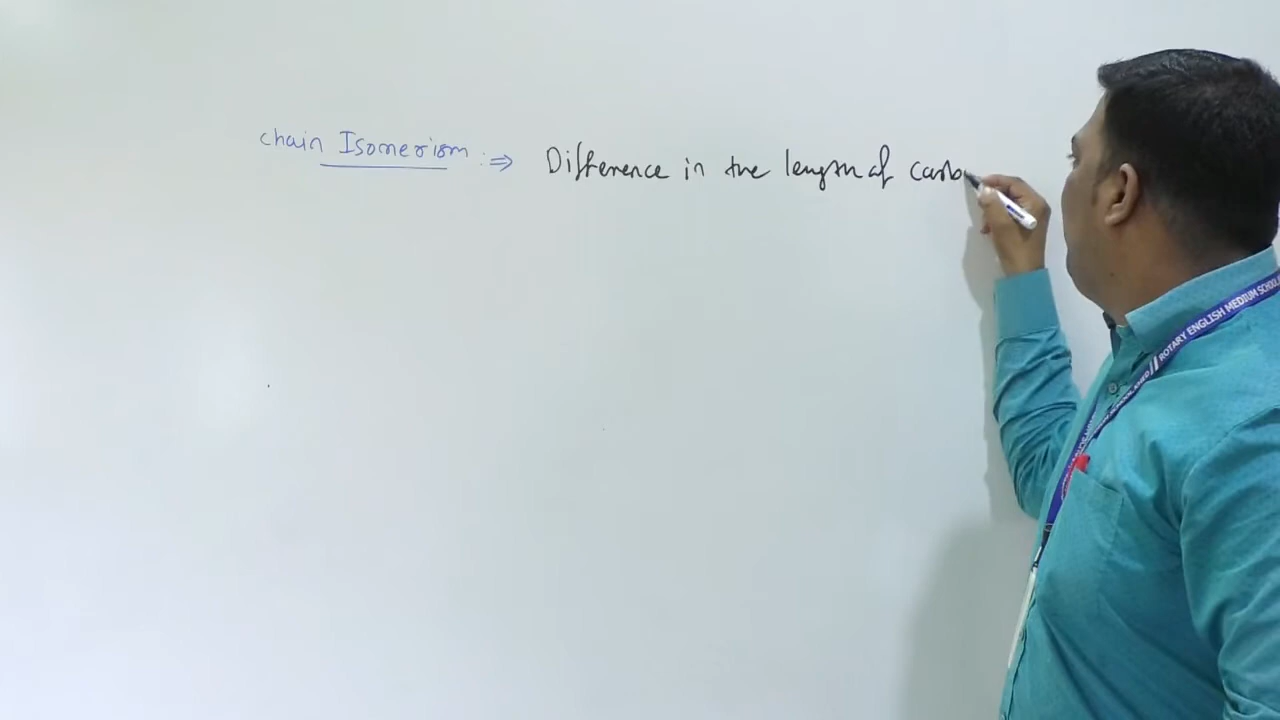 chain Isomerism :⇒ Difference in the length of carbo
ROTARY ENGLISH MEDIUM SCHOOL